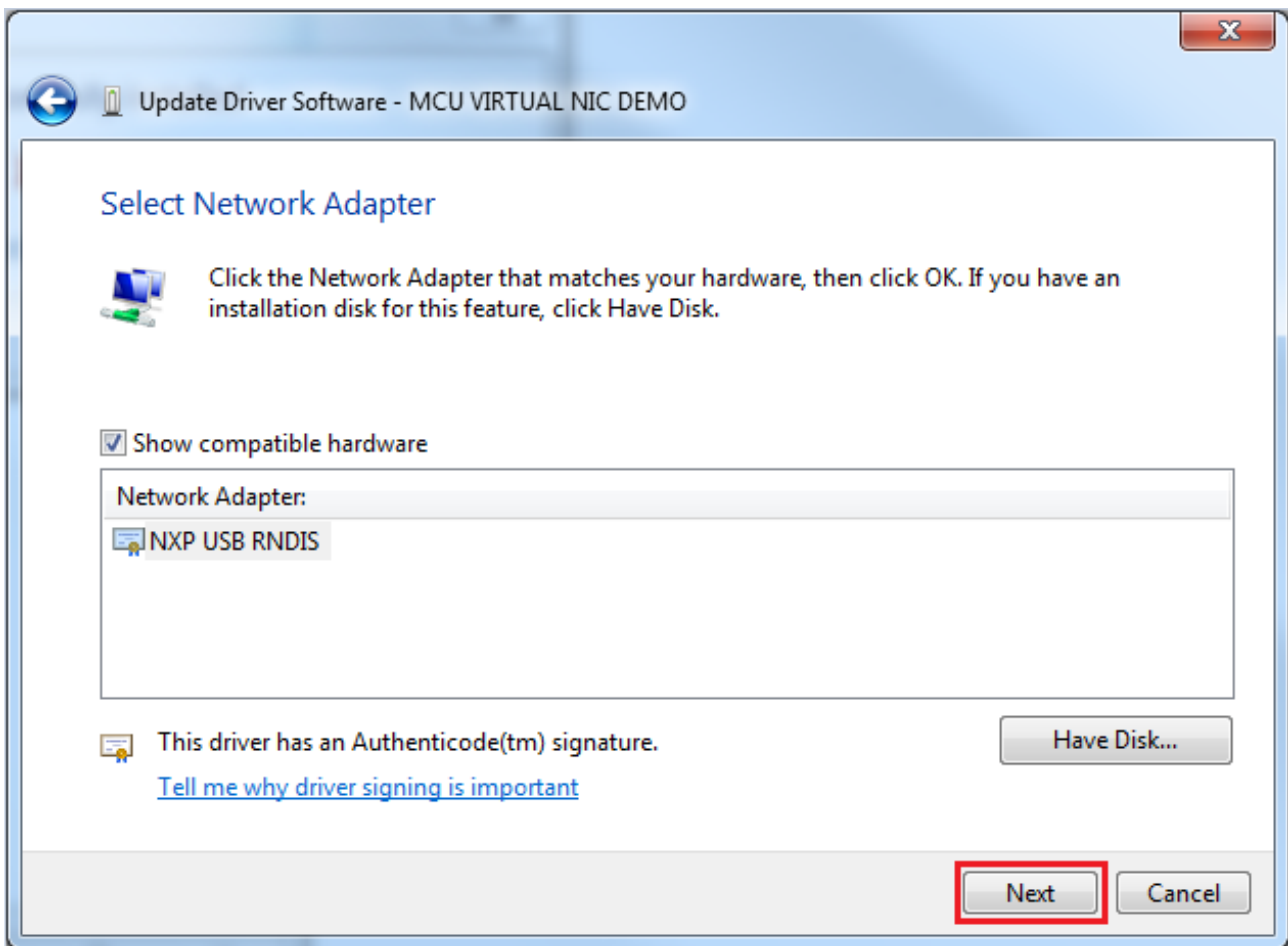 Update Driver Software - MCU VIRTUAL NIC DEMO
Select Network Adapter
Click the Network Adapter that matches your hardware, then click OK. If you have an
installation disk for this feature, click Have Disk.
Show compatible hardware
Network Adapter:
NXP USB RNDIS
This driver has an Authenticode(tm) signature.
Have Disk...
Tell me why driver signing is important
Next
Cancel